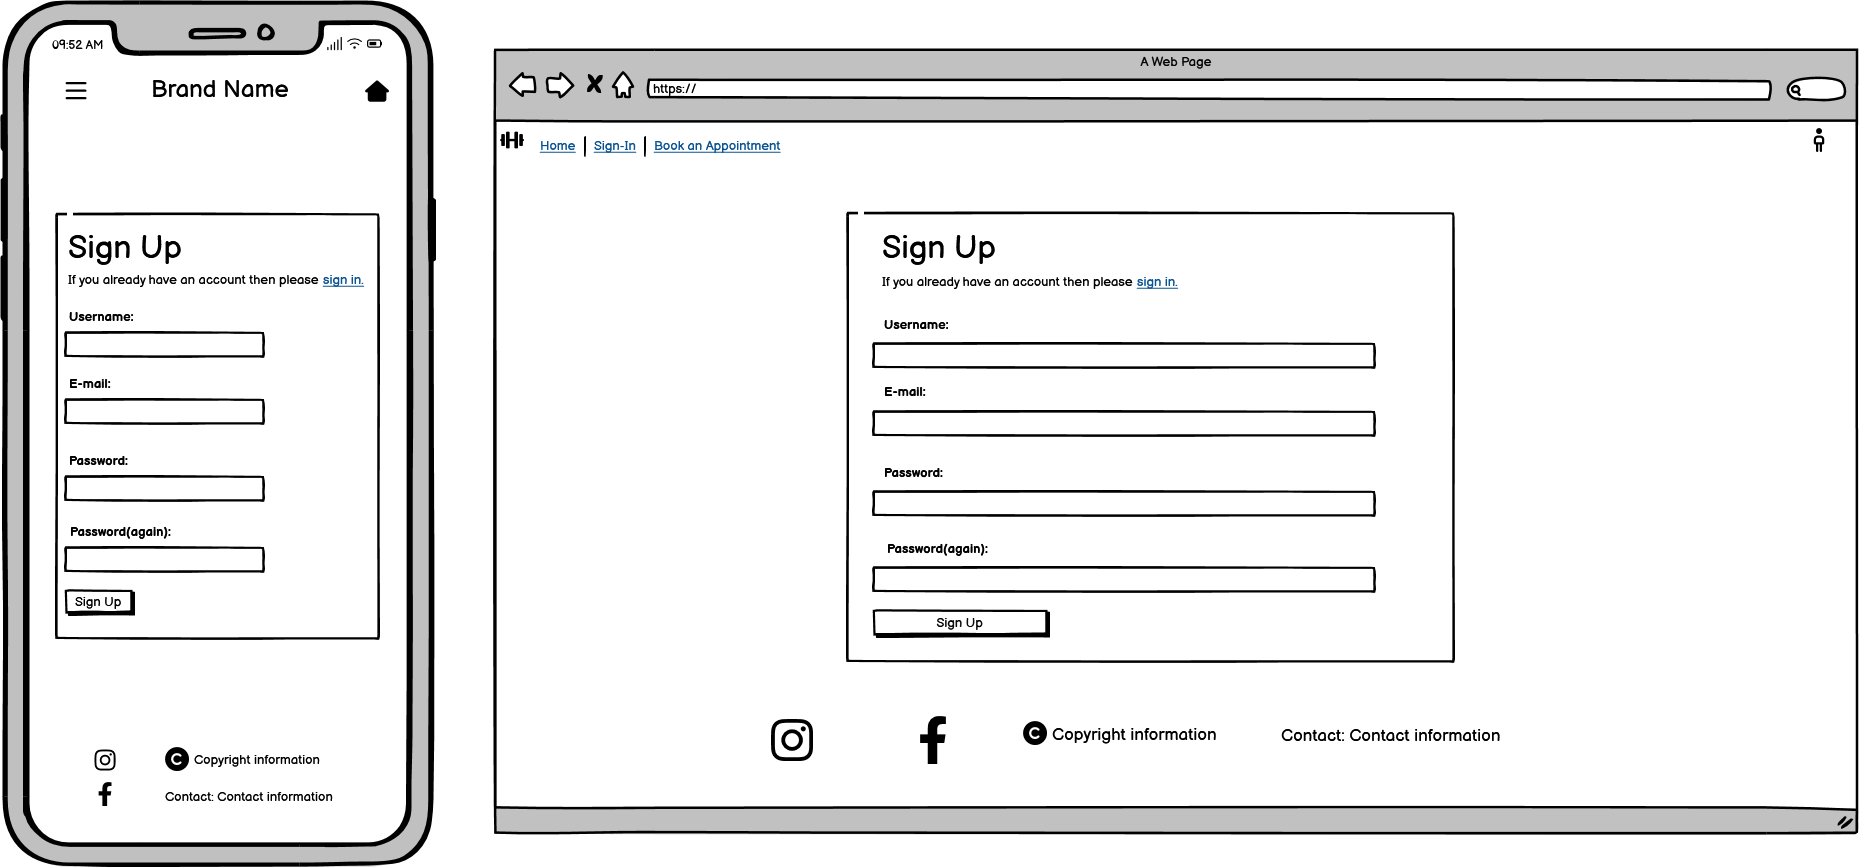 09:52 AM
Brand Name
Sign Up
If you already have an account then please sign in.
Username:
E-mail:
Password:
Password(again):
Sign Up
C Copyright information
Contact: Contact information
A Web Page
https://
Home | Sign-In | Book an Appointment
Sign Up
If you already have an account then please sign in.
Username:
E-mail:
Password:
Password(again):
Sign Up
C Copyright information
Contact: Contact information